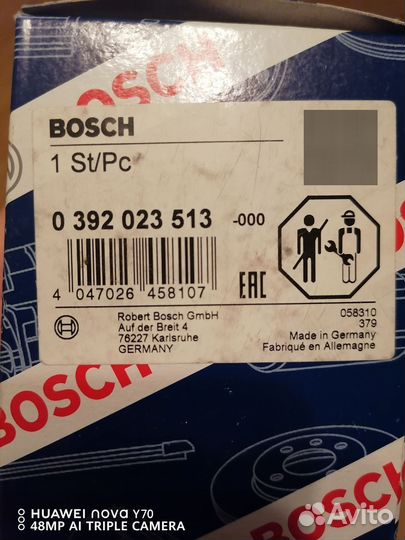 BOSCH
BOSCH
1 St/Pc
0 392 023 513 -000
4 047026 458107
EAC
Robert Bosch GmbH
Auf der Breit 4
76227 Karlsruhe
GERMANY
058310
379
Made in Germany
Fabriqué en Allemagne
BOSCH
BOSCH
HUAWEI nova Y70
48MP AI TRIPLE CAMERA
Avito